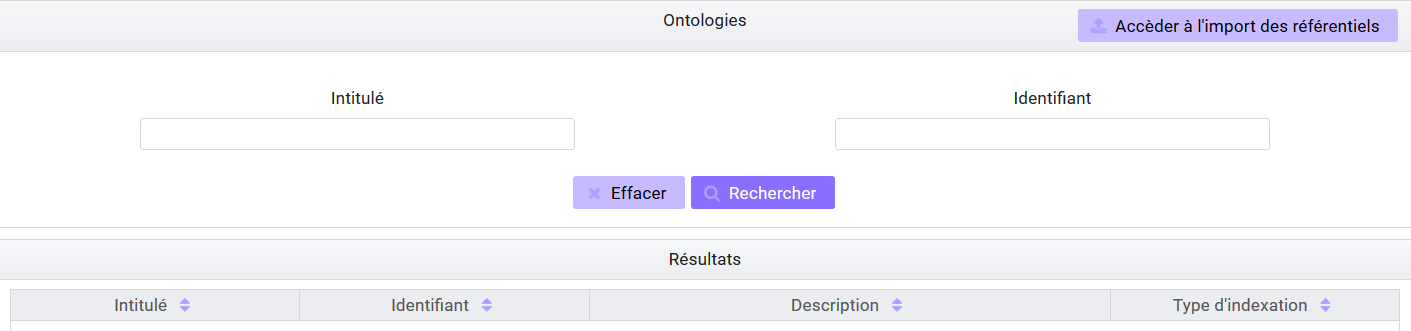 Ontologies
Accèder à l'import des référentiels
Intitulé Identifiant
Effacer Rechercher
Résultats
Intitulé Identifiant Description Type d'indexation